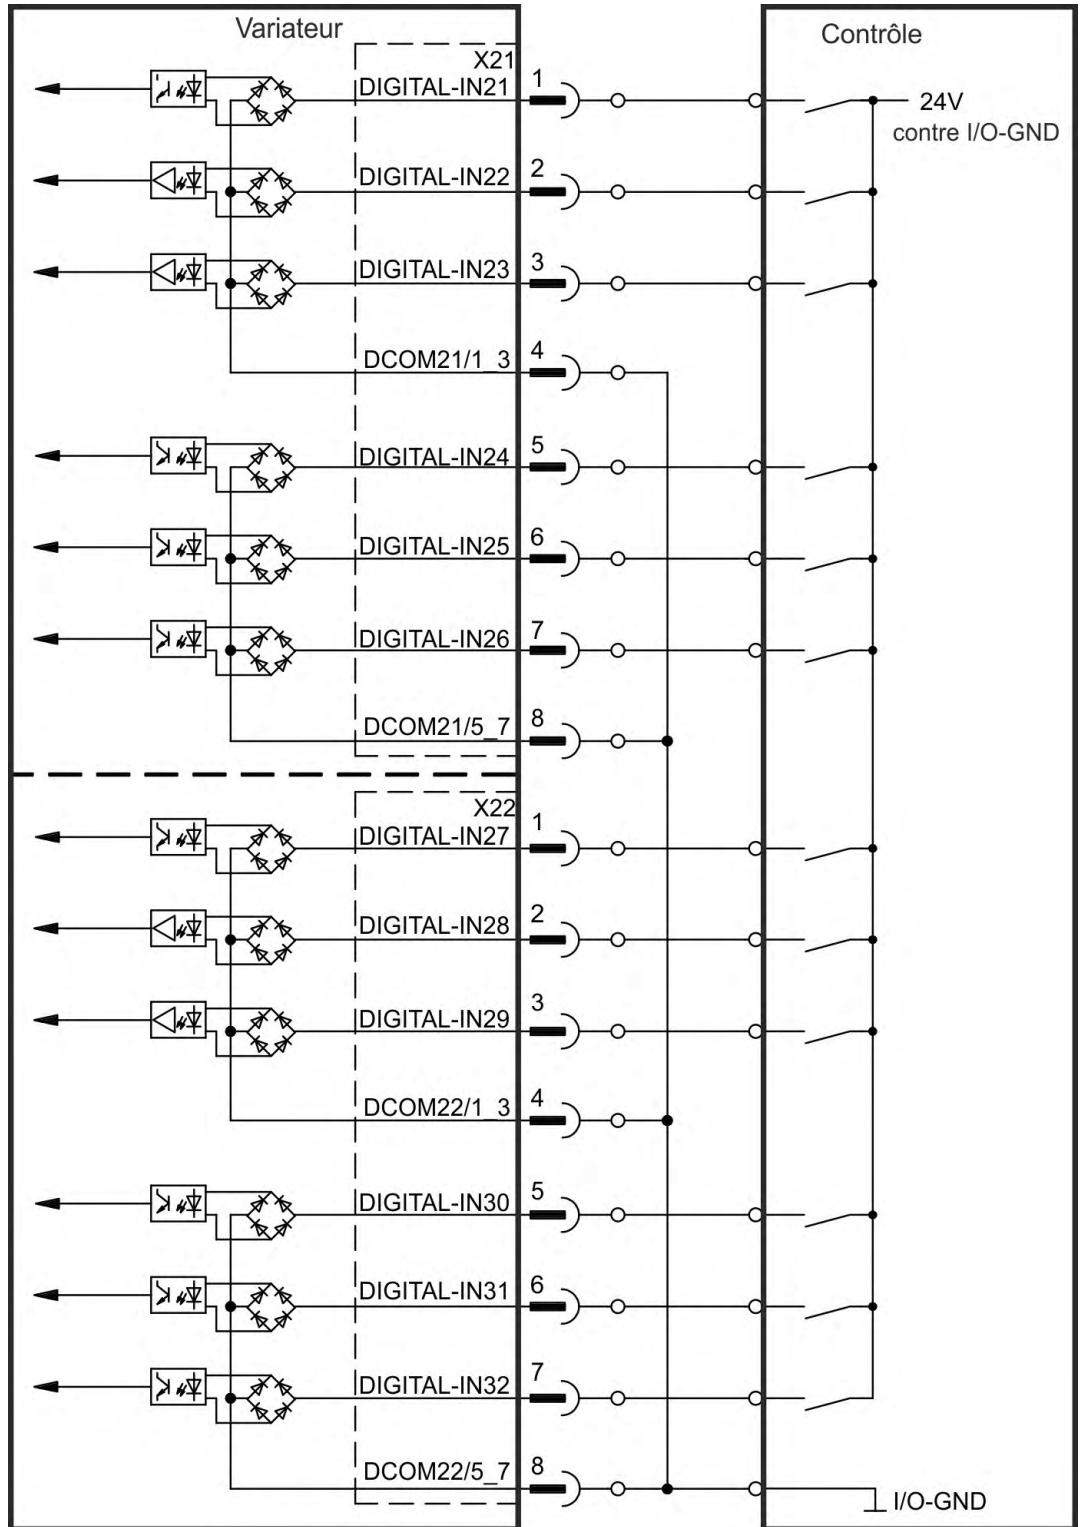 Variateur
Contrôle
X21
DIGITAL-IN21 1
24V
contre I/O-GND
DIGITAL-IN22 2
DIGITAL-IN23 3
DCOM21/1_3 4
DIGITAL-IN24 5
DIGITAL-IN25 6
DIGITAL-IN26 7
DCOM21/5_7 8
X22
DIGITAL-IN27 1
DIGITAL-IN28 2
DIGITAL-IN29 3
DCOM22/1_3 4
DIGITAL-IN30 5
DIGITAL-IN31 6
DIGITAL-IN32 7
DCOM22/5_7 8
I/O-GND